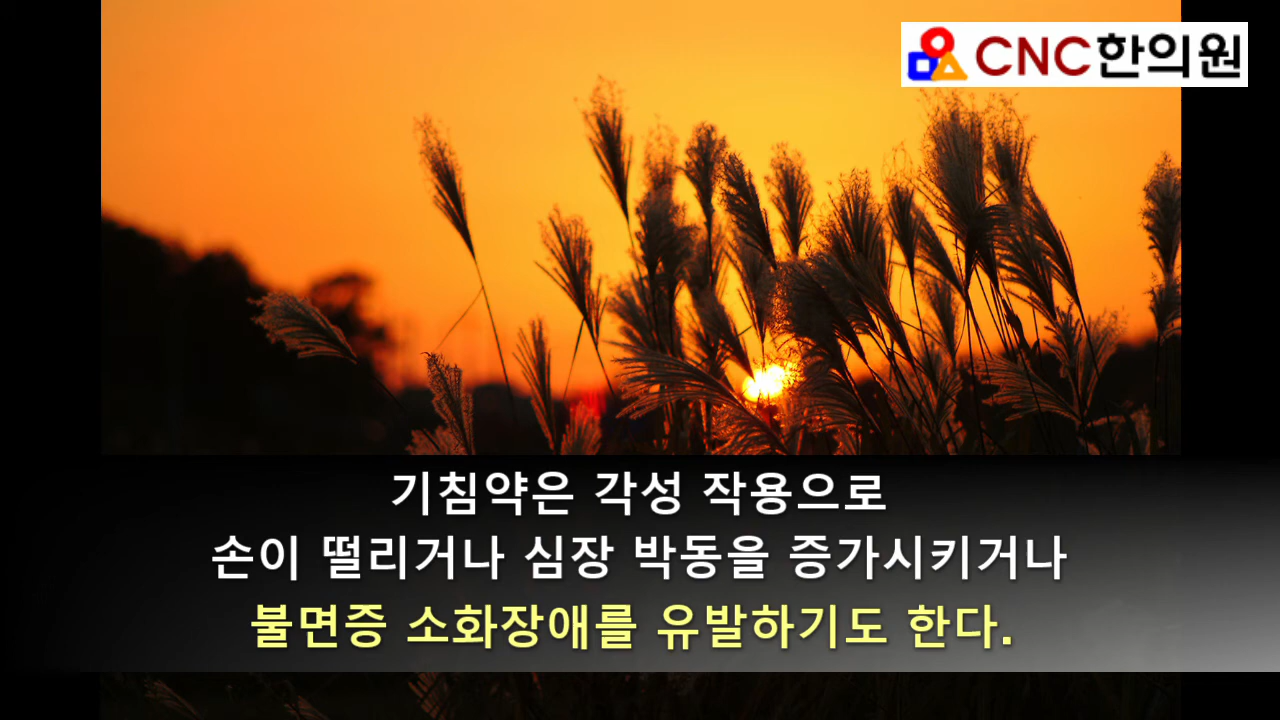 CNC한의원
기침약은 각성 작용으로
손이 떨리거나 심장 박동을 증가시키거나
불면증 소화장애를 유발하기도 한다.